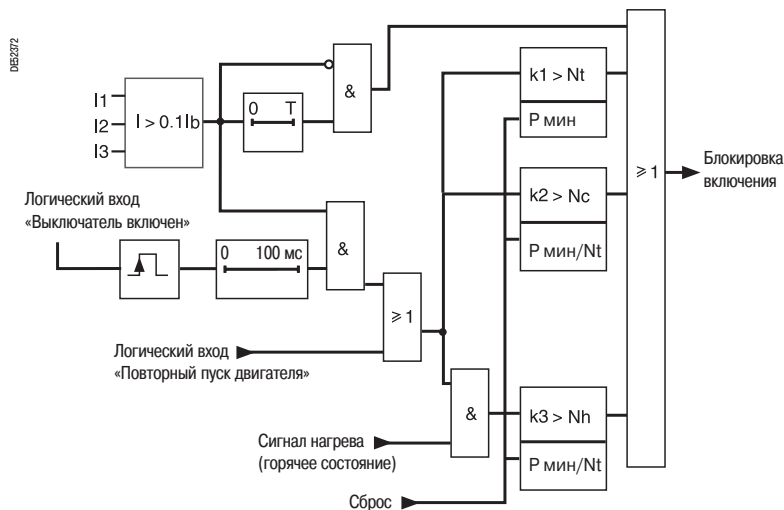 DE52372
I1
I2
I3
I > 0.1Ib
0 T
&
k1 > Nt
P мин
Блокировка
включения
≥ 1
k2 > Nc
P мин/Nt
Логический вход
«Выключатель включен»
0 100 мс
&
≥ 1
Логический вход
«Повторный пуск двигателя»
&
k3 > Nh
P мин/Nt
Сигнал нагрева
(горячее состояние)
Сброс